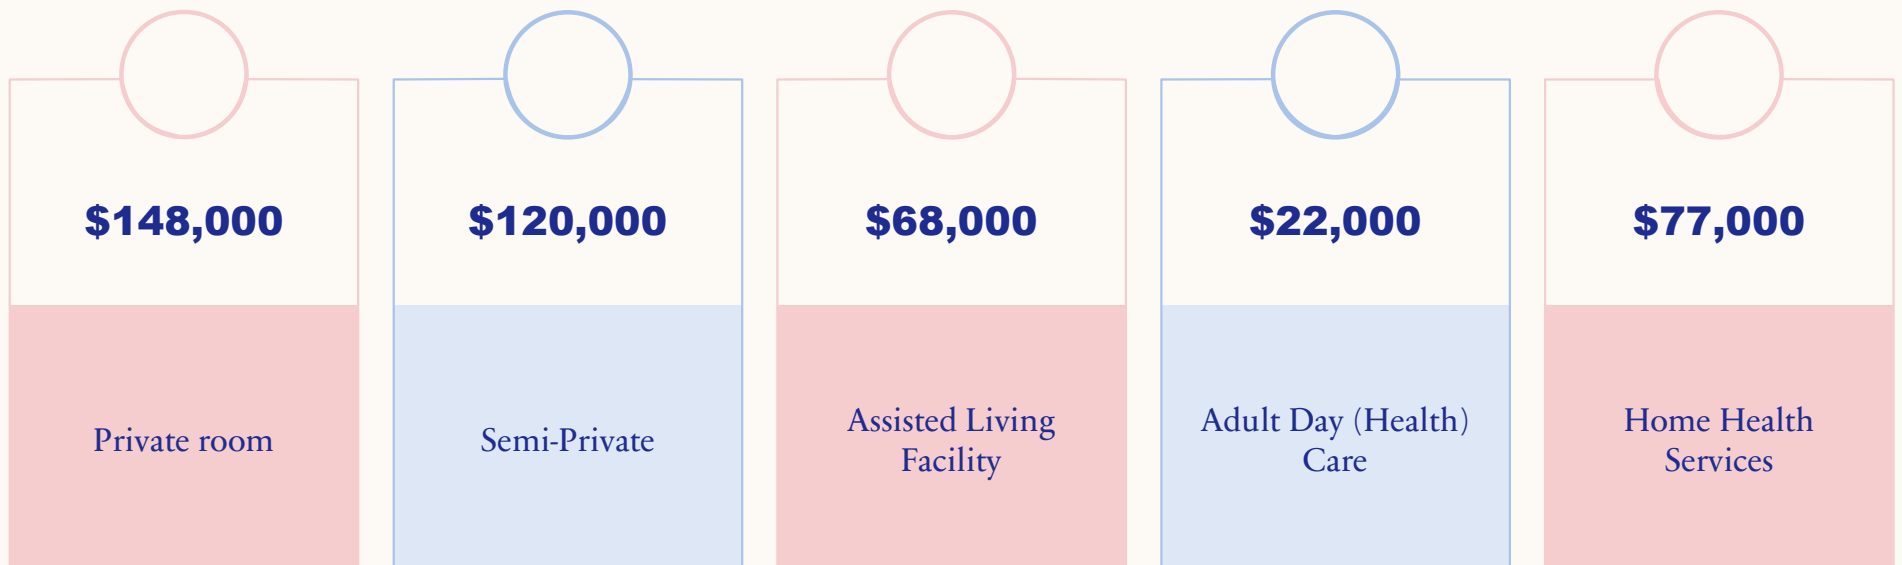 $148,000
Private room
$120,000
Semi-Private
$68,000
Assisted Living
Facility
$22,000
Adult Day (Health)
Care
$77,000
Home Health
Services